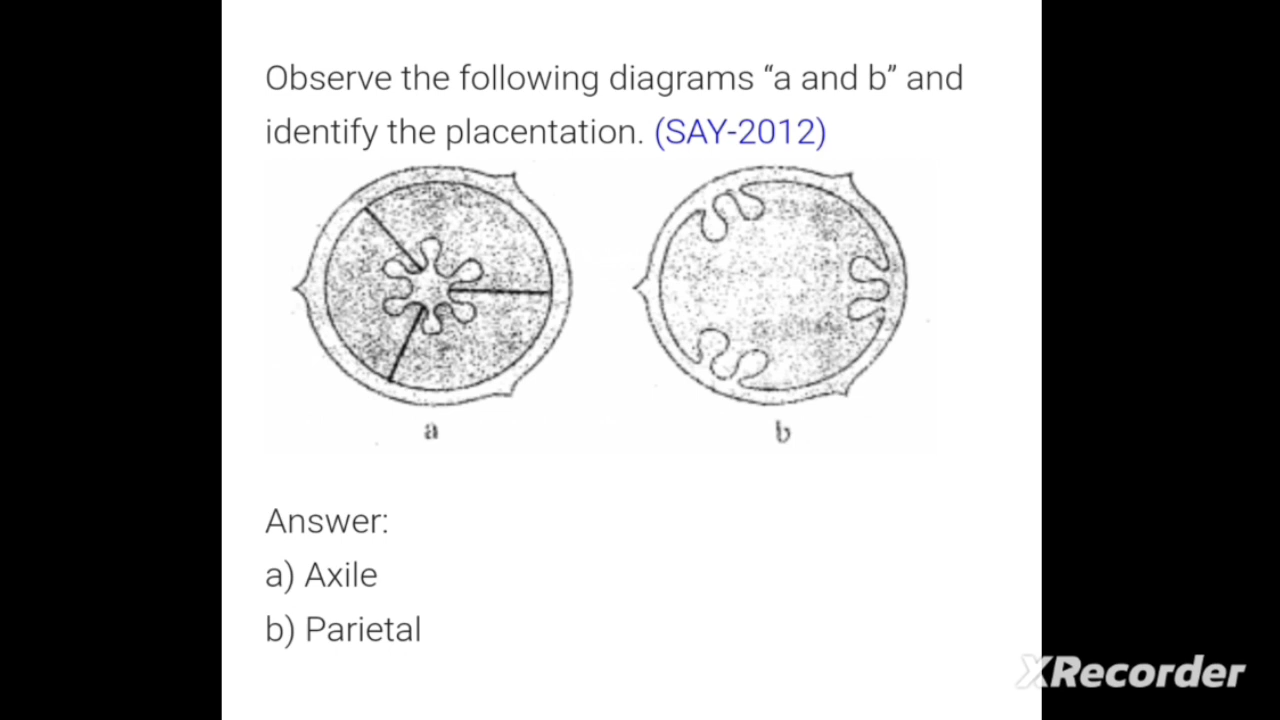 Observe the following diagrams “a and b” and
identify the placentation. (SAY-2012)
a b
Answer:
a) Axile
b) Parietal
XRecorder